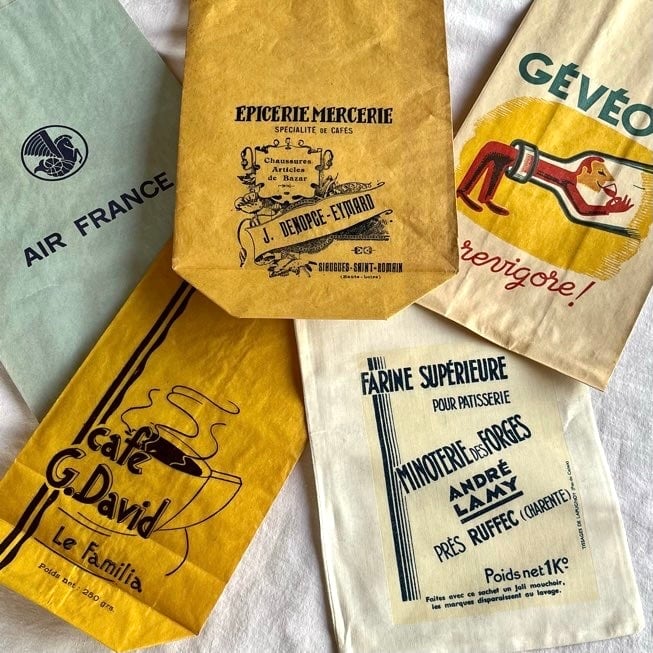 AIR FRANCE
EPICERIE MERCERIE
SPÉCIALITÉ DE CAFÉS
Chaussures
Articles
de Bazar
J. DENOPCE-EYMARD
SIAUGUES-SAINT-ROMAIN
(Haute-Loire)
GÉVÉO
revigore!
café
G. David
Le Familia
Poids net: 250 grs.
FARINE SUPÉRIEURE
POUR PATISSERIE
MINOTERIE DES FORGES
ANDRÉ
LAMY
PRÈS RUFFEC (CHARENTE)
Poids net 1Ko
Faites avec ce sachet un joli mouchoir,
les marques disparaissent au lavage.